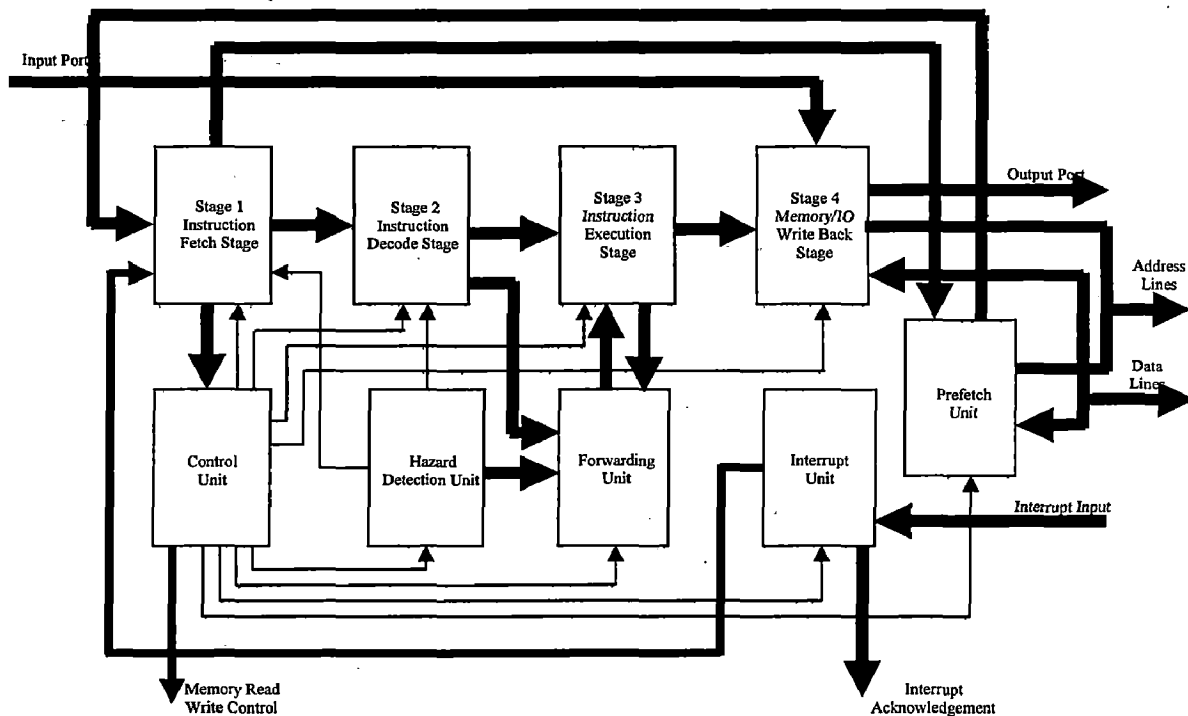 Input Port
Stage 1
Instruction
Fetch Stage
Stage 2
Instruction
Decode Stage
Stage 3
Instruction
Execution
Stage
Stage 4
Memory/IO
Write Back
Stage
Output Port
Address
Lines
Data
Lines
Prefetch
Unit
Control
Unit
Hazard
Detection Unit
Forwarding
Unit
Interrupt
Unit
Interrupt Input
Memory Read
Write Control
Interrupt
Acknowledgement